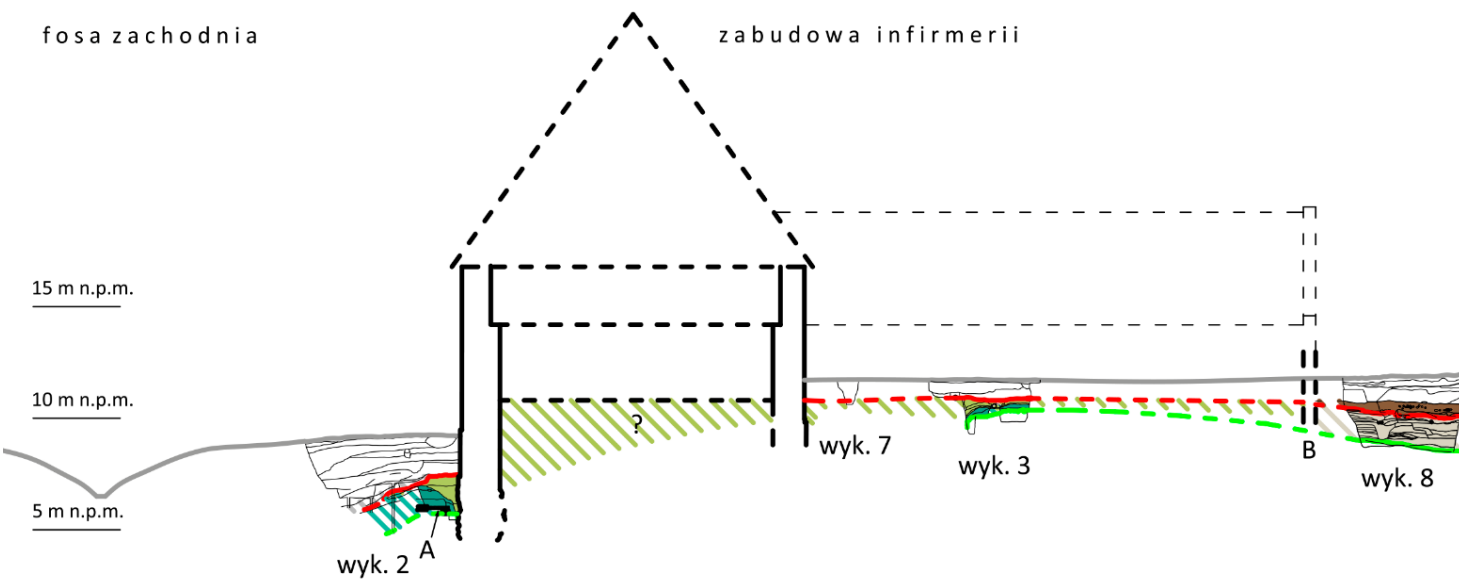 fosa zachodnia
zabudowa infirmerii
15 m n.p.m.
10 m n.p.m.
?
wyk. 7
wyk. 3
B
wyk. 8
5 m n.p.m.
wyk. 2
A